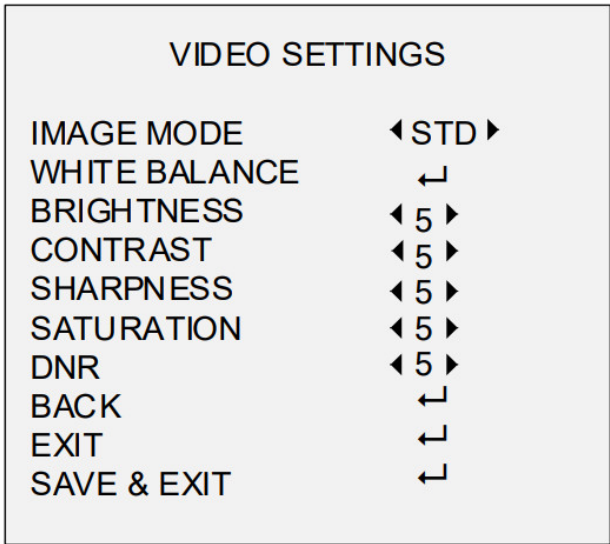 VIDEO SETTINGS
IMAGE MODE ◀ STD ▶
WHITE BALANCE ↵
BRIGHTNESS ◀ 5 ▶
CONTRAST ◀ 5 ▶
SHARPNESS ◀ 5 ▶
SATURATION ◀ 5 ▶
DNR ◀ 5 ▶
BACK ↵
EXIT ↵
SAVE & EXIT ↵